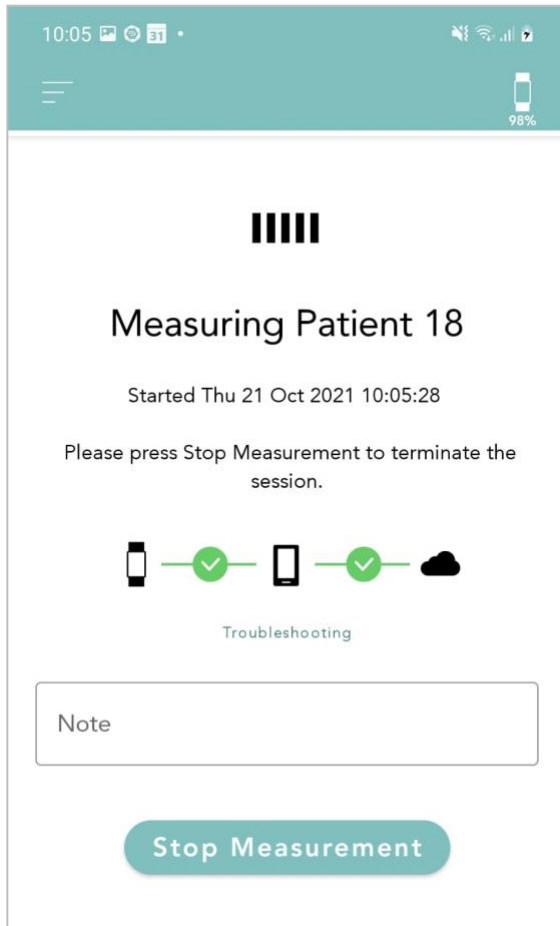 10:05
31
98%
Measuring Patient 18
Started Thu 21 Oct 2021 10:05:28
Please press Stop Measurement to terminate the
session.
Troubleshooting
Note
Stop Measurement